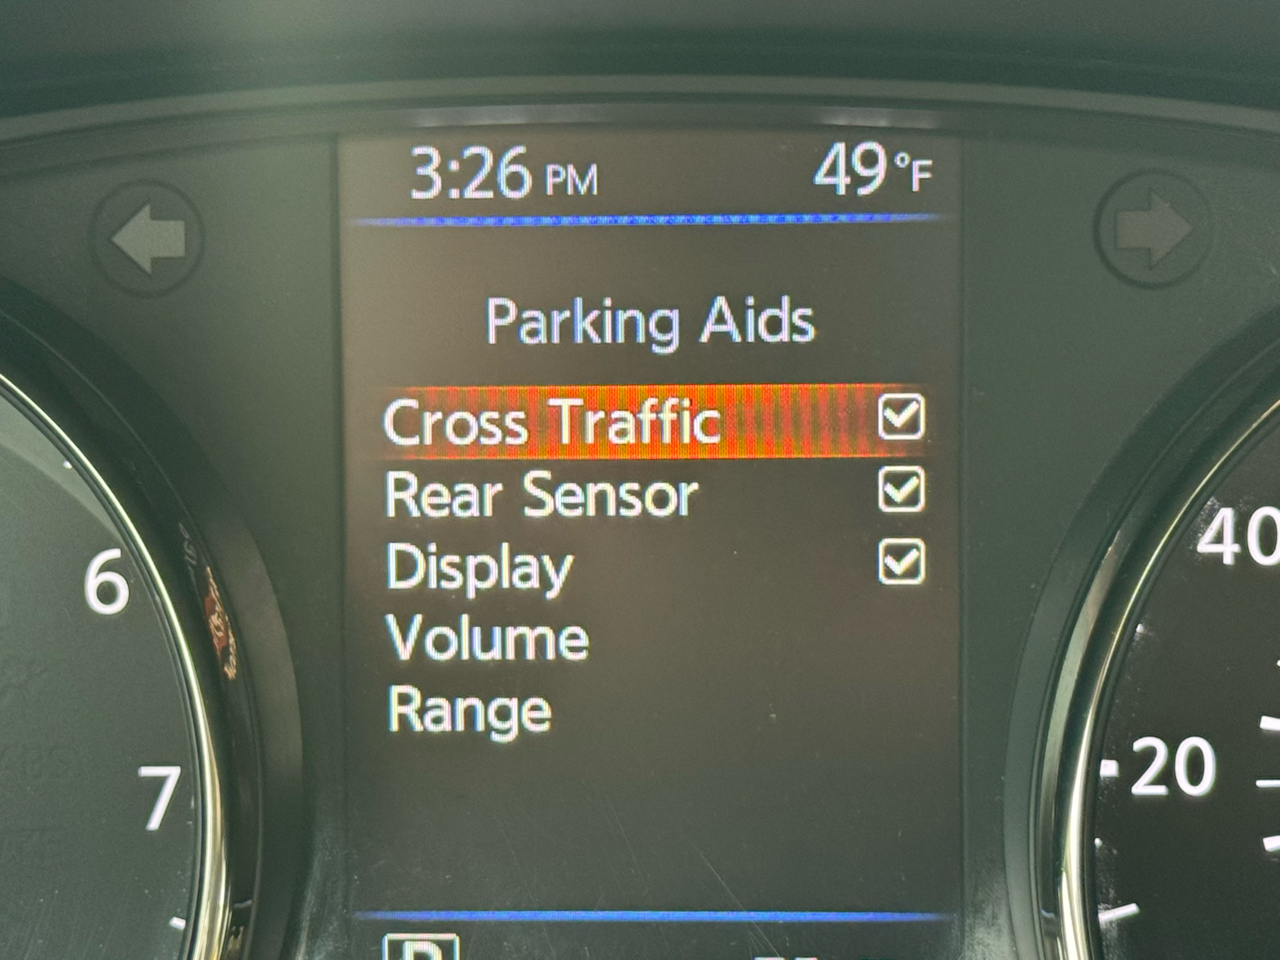 3:26 PM 49°F
Parking Aids
Cross Traffic
Rear Sensor
Display
Volume
Range
6
7
40
20